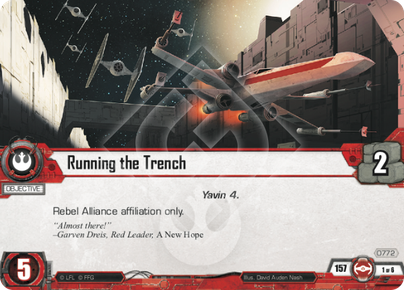 Running the Trench
2
OBJECTIVE
Yavin 4.
Rebel Alliance affiliation only.
"Almost there!"
–Garven Dreis, Red Leader, A New Hope
5
© LFL © FFG
Illus. David Auden Nash
157
0772
1 of 6